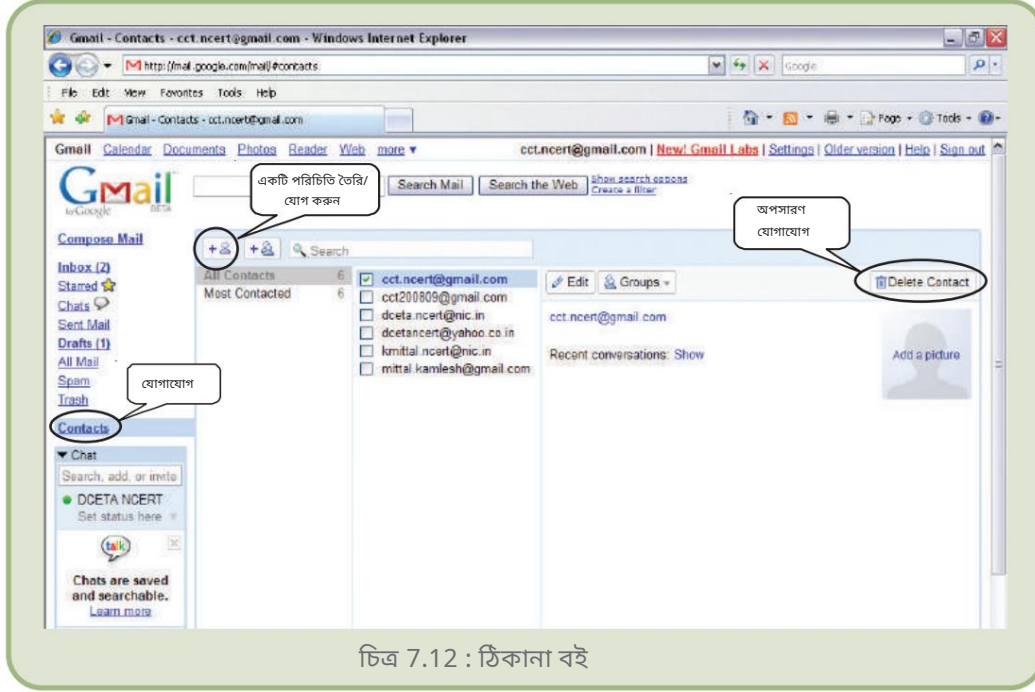 Gmail - Contacts - cct.ncert@gmail.com - Windows Internet Explorer
http://mail.google.com/mail/#contacts
Google
File Edit View Favorites Tools Help
Gmail - Contacts - cct.ncert@gmail.com
Page Tools
Gmail Calendar Documents Photos Reader Web more
cct.ncert@gmail.com | New! Gmail Labs | Settings | Older version | Help | Sign out
Gmail
by Google BETA
একটি পরিচিতি তৈরি/
যোগ করুন
Search Mail Search the Web
Show search options
Create a filter
অপসারণ
যোগাযোগ
Compose Mail
Inbox (2)
Starred
Chats
Sent Mail
Drafts (1)
All Mail
Spam
Trash
যোগাযোগ
Contacts
Search
All Contacts 6
Most Contacted 6
cct.ncert@gmail.com
cct200809@gmail.com
dceta.ncert@nic.in
dcetancert@yahoo.co.in
kmittal.ncert@nic.in
mittal.kamlesh@gmail.com
Edit Groups Delete Contact
cct.ncert@gmail.com
Recent conversations: Show
Add a picture
Chat
Search, add, or invite
DCETA NCERT
Set status here
talk
Chats are saved
and searchable.
Learn more
চিত্র 7.12 : ঠিকানা বই